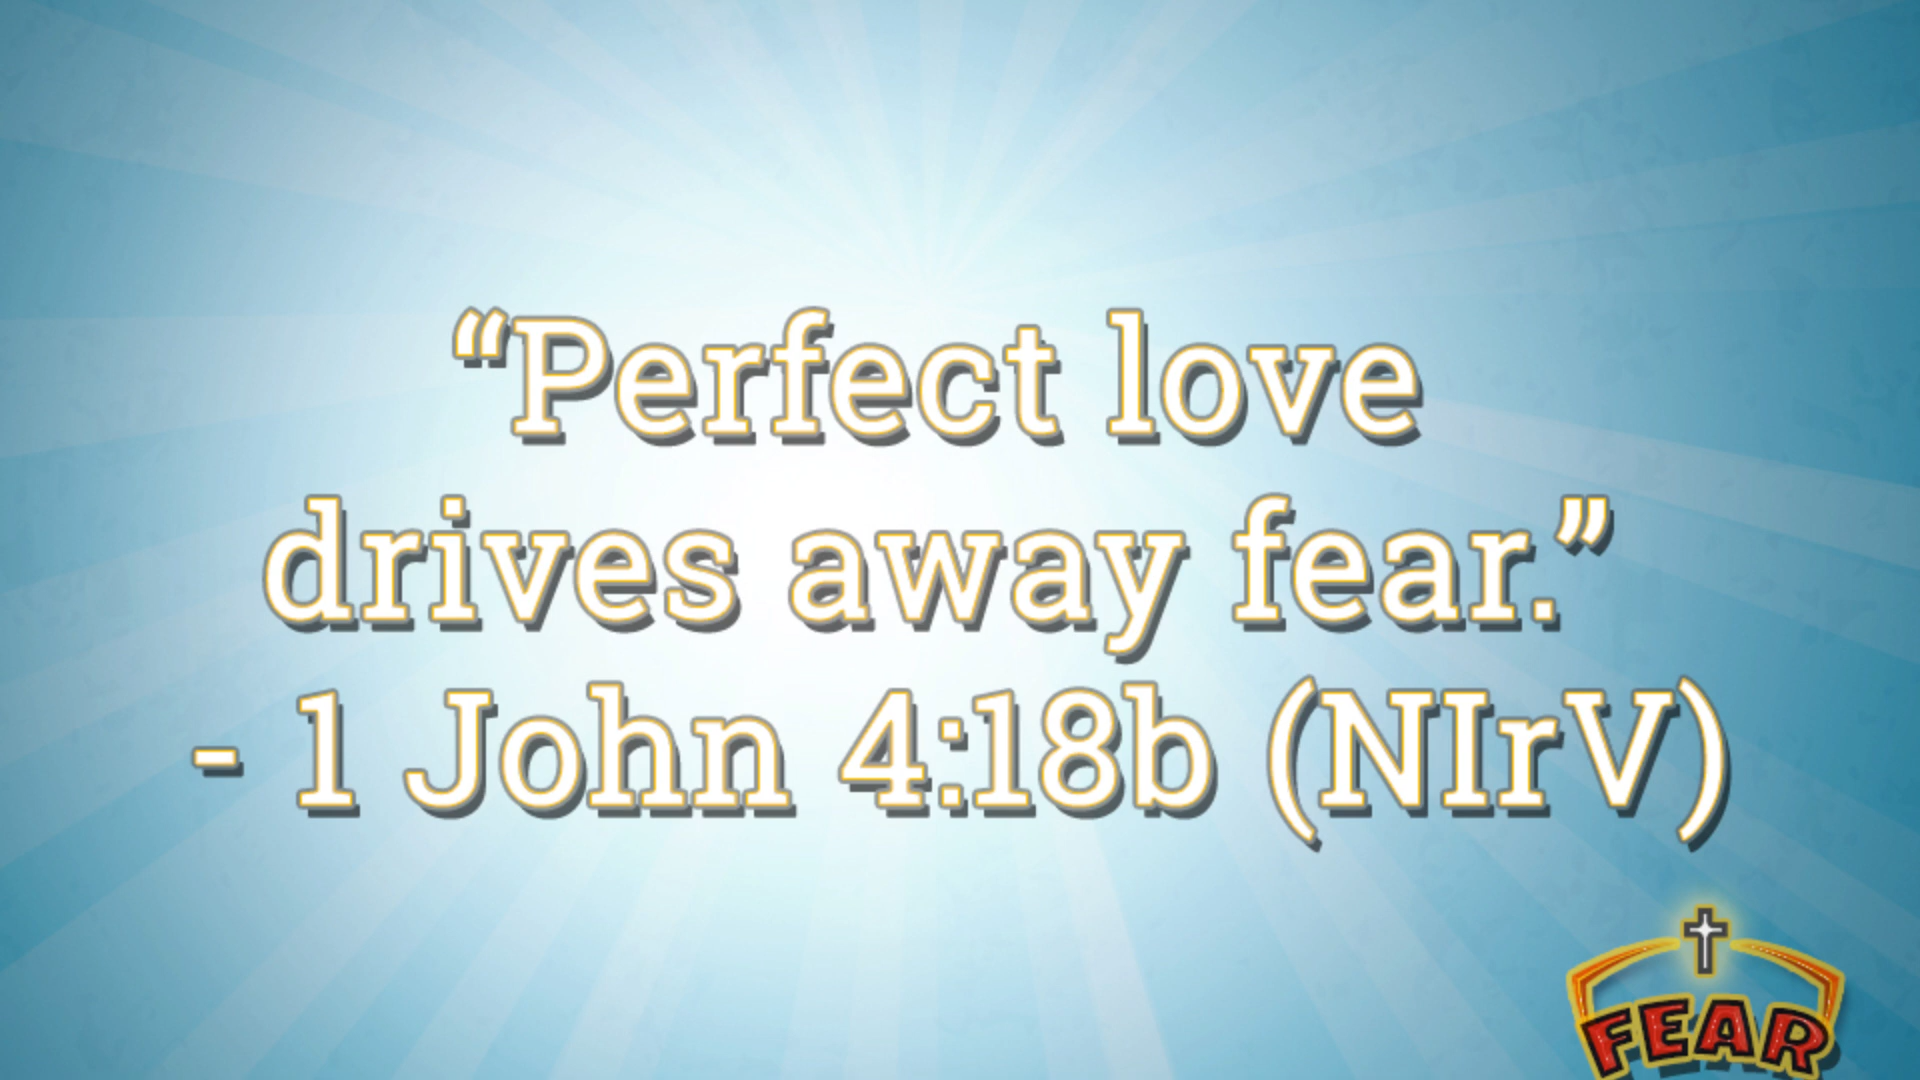 “Perfect love
drives away fear.”
- 1 John 4:18b (NIrV)
FEAR